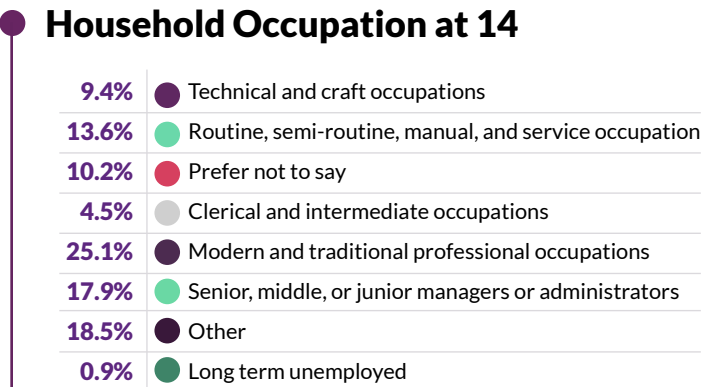 Household Occupation at 14
9.4% Technical and craft occupations
13.6% Routine, semi-routine, manual, and service occupation
10.2% Prefer not to say
4.5% Clerical and intermediate occupations
25.1% Modern and traditional professional occupations
17.9% Senior, middle, or junior managers or administrators
18.5% Other
0.9% Long term unemployed